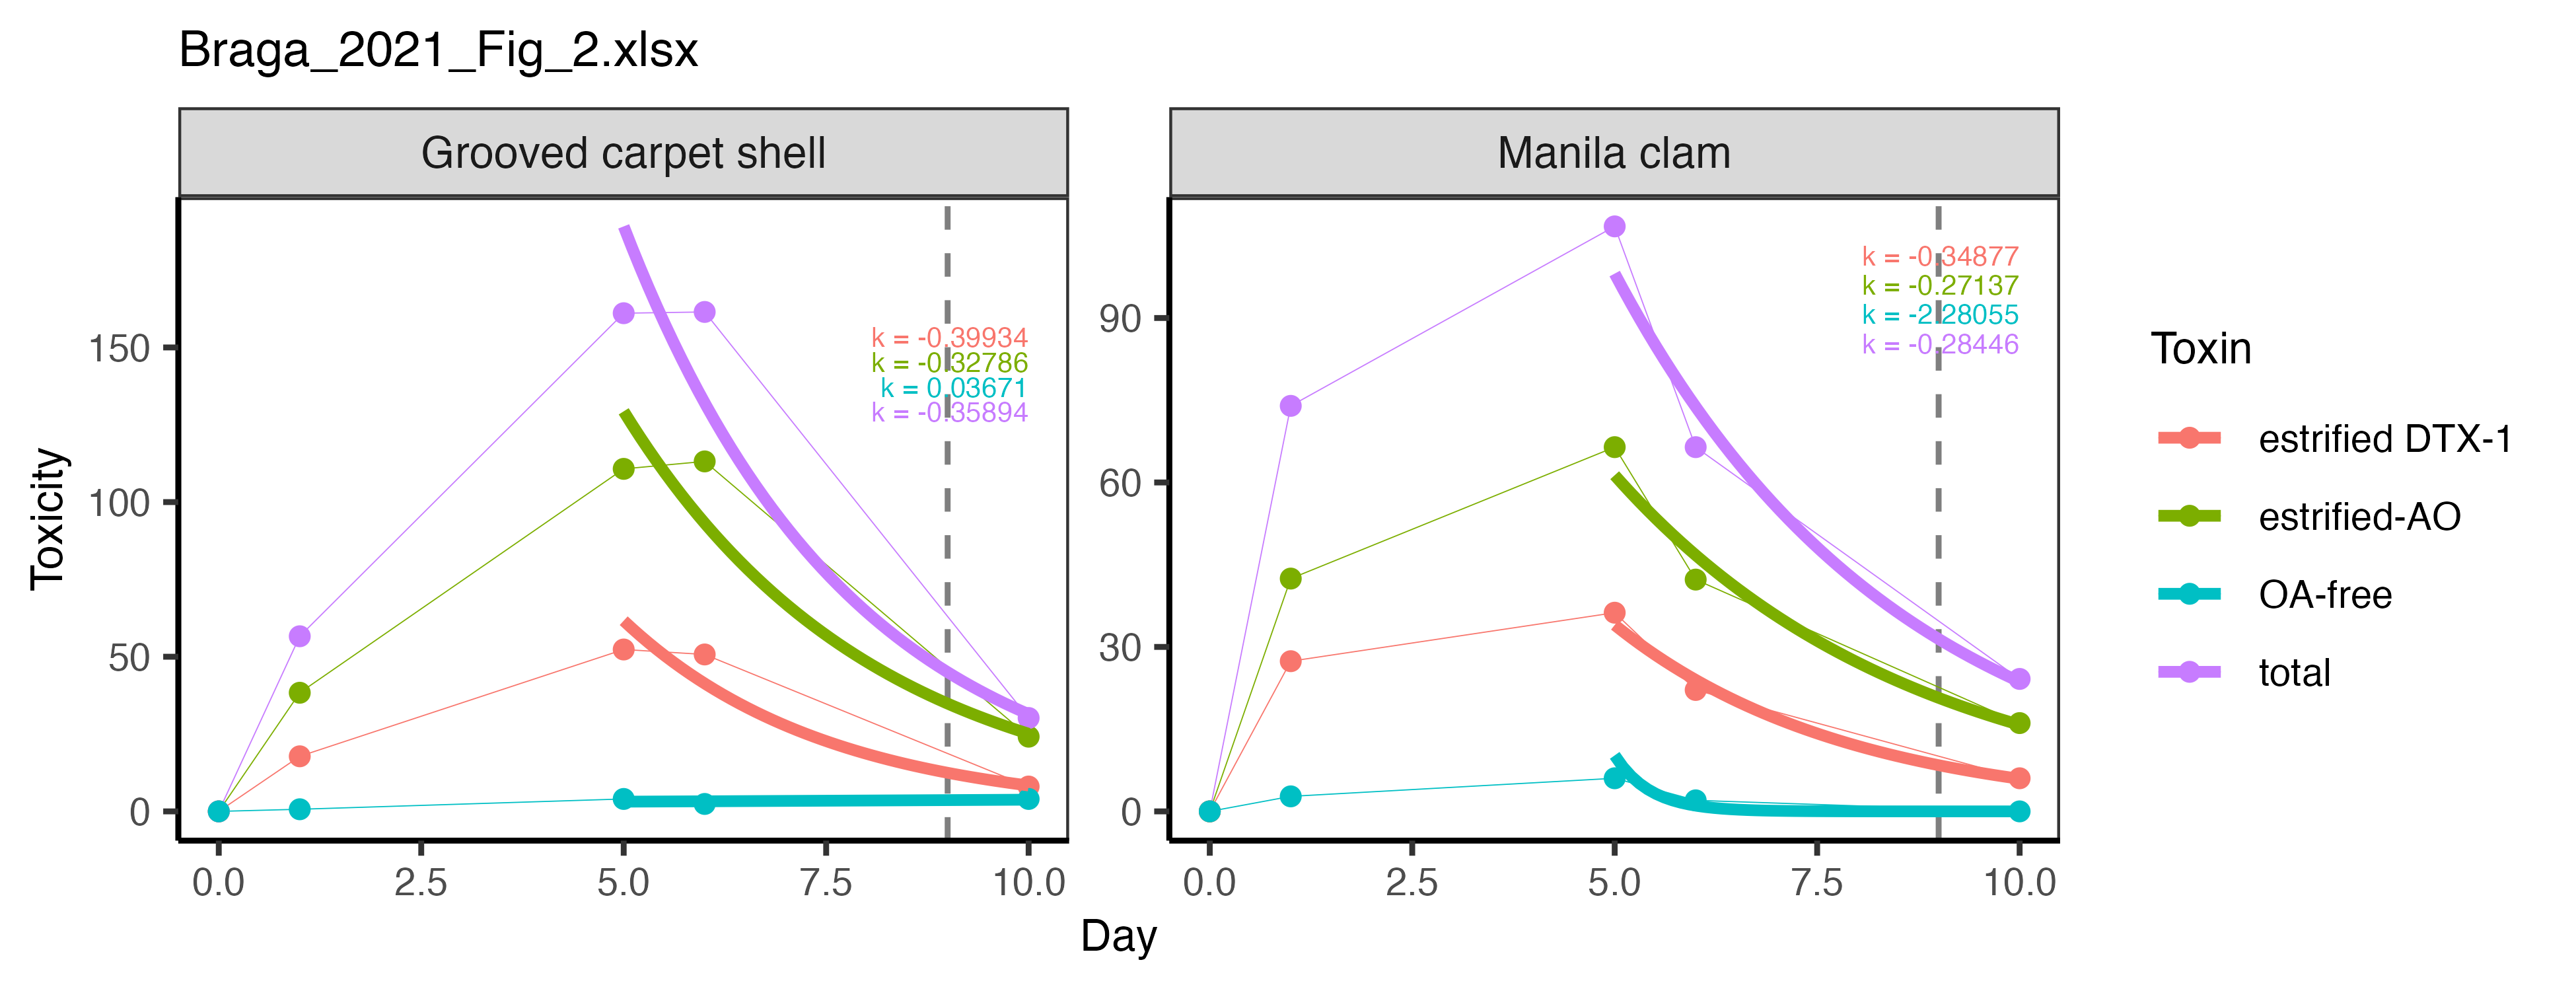 Braga_2021_Fig_2.xlsx
Grooved carpet shell
Manila clam
Toxicity
150
100
50
0
k = -0.39934
k = -0.32786
k = 0.03671
k = -0.35894
0.0 2.5 5.0 7.5 10.0
90
60
30
0
k = -0.34877
k = -0.27137
k = -2.28055
k = -0.28446
0.0 2.5 5.0 7.5 10.0
Day
Toxin
estrified DTX-1
estrified-AO
OA-free
total